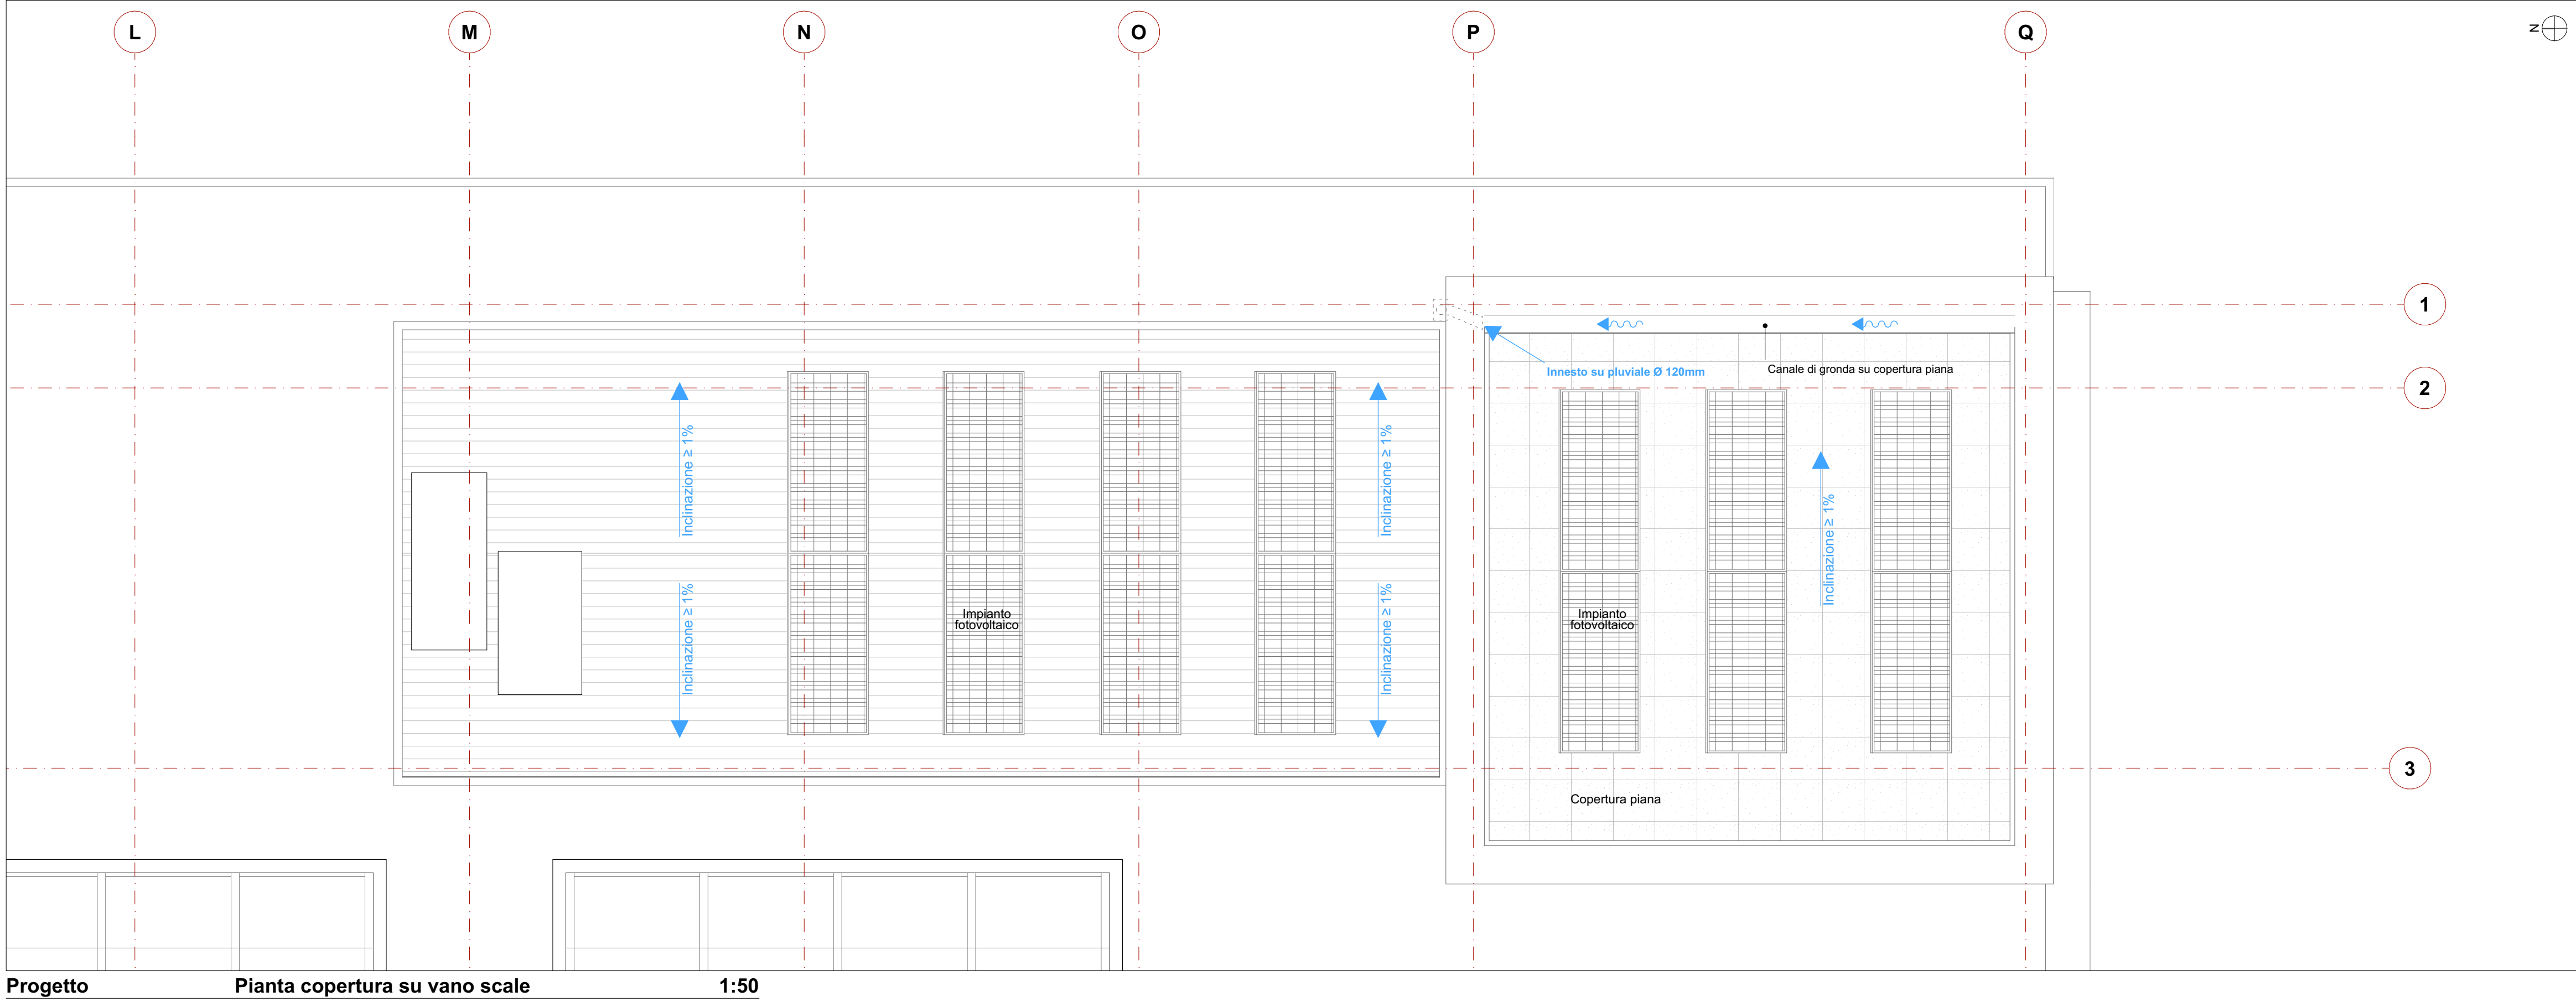 L M N O P Q
N
1
Innesto su pluviale Ø 120mm
Canale di gronda su copertura piana
2
Inclinazione ≥ 1%
Inclinazione ≥ 1%
Inclinazione ≥ 1%
Inclinazione ≥ 1%
Inclinazione ≥ 1%
Impianto
fotovoltaico
Impianto
fotovoltaico
3
Copertura piana
Progetto Pianta copertura su vano scale 1:50